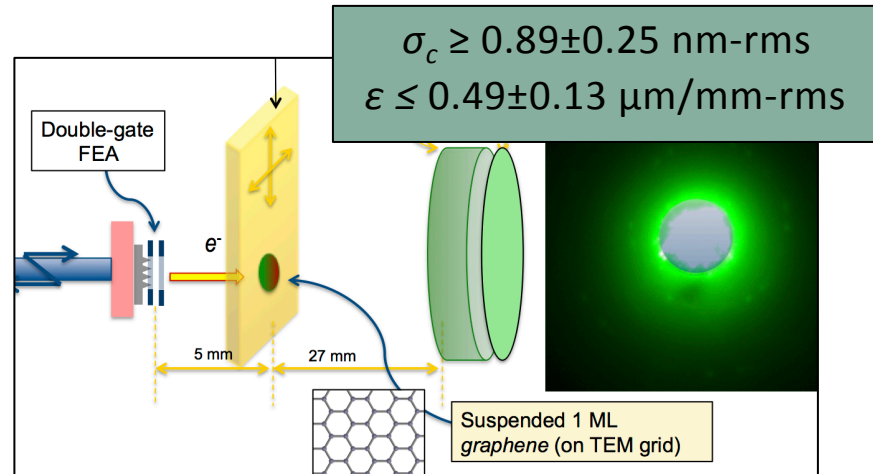 σc ≥ 0.89±0.25 nm-rms
ε ≤ 0.49±0.13 µm/mm-rms
Double-gate
FEA
e-
5 mm
27 mm
Suspended 1 ML
graphene (on TEM grid)